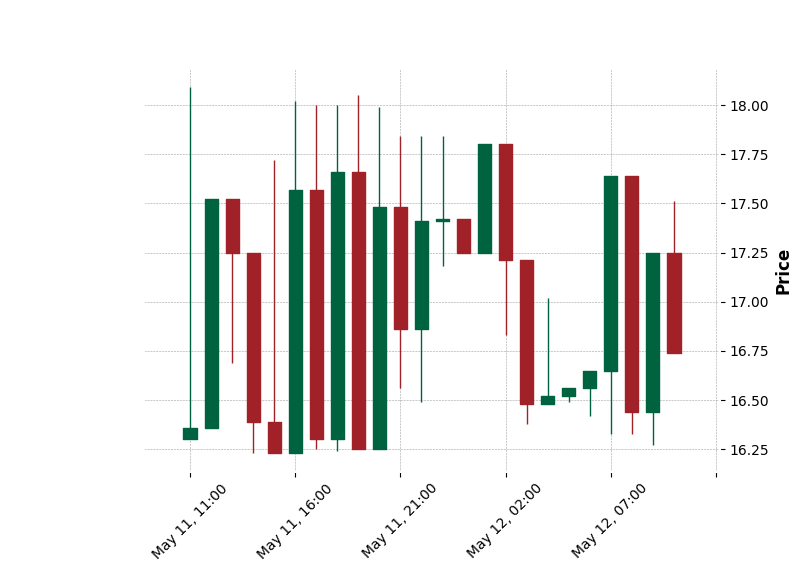 18.00
17.75
17.50
17.25
17.00
16.75
16.50
16.25
Price
May 11, 11:00
May 11, 16:00
May 11, 21:00
May 12, 02:00
May 12, 07:00